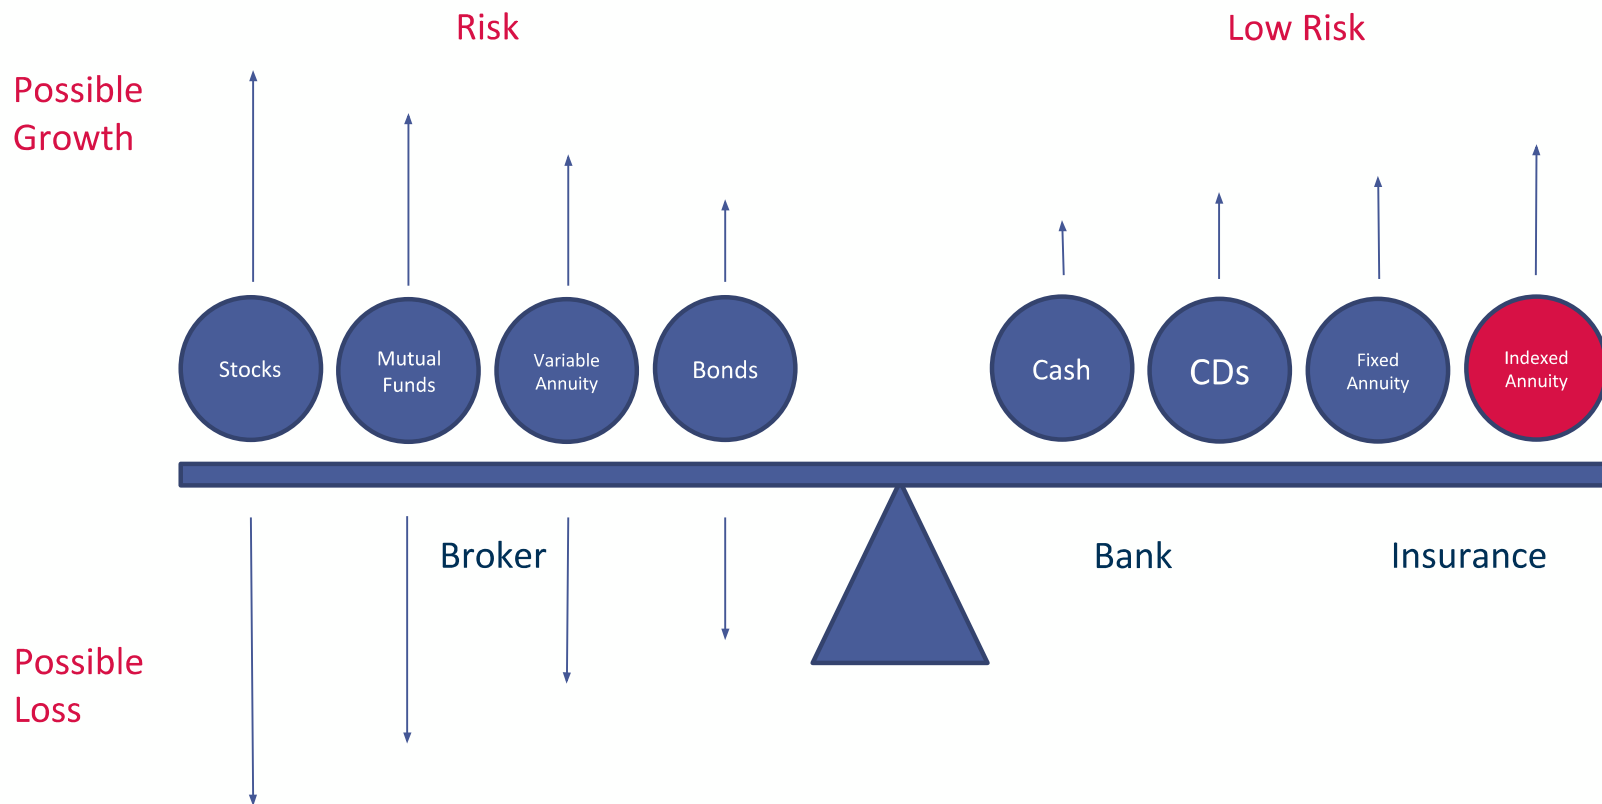 Risk
Low Risk
Possible
Growth
Stocks
Mutual
Funds
Variable
Annuity
Bonds
Cash
CDs
Fixed
Annuity
Indexed
Annuity
Broker
Bank
Insurance
Possible
Loss